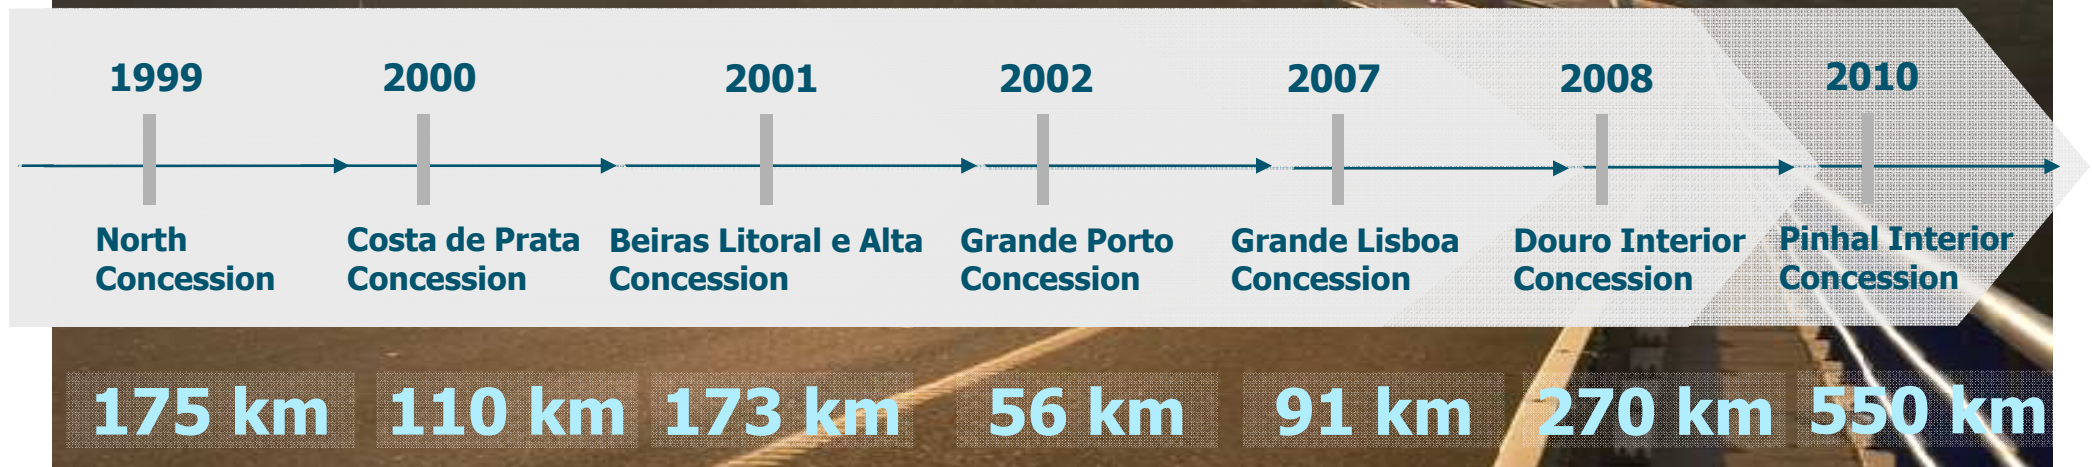 1999
2000
2001
2002
2007
2008
2010
North
Concession
Costa de Prata
Concession
Beiras Litoral e Alta
Concession
Grande Porto
Concession
Grande Lisboa
Concession
Douro Interior
Concession
Pinhal Interior
Concession
175 km
110 km
173 km
56 km
91 km
270 km
550 km